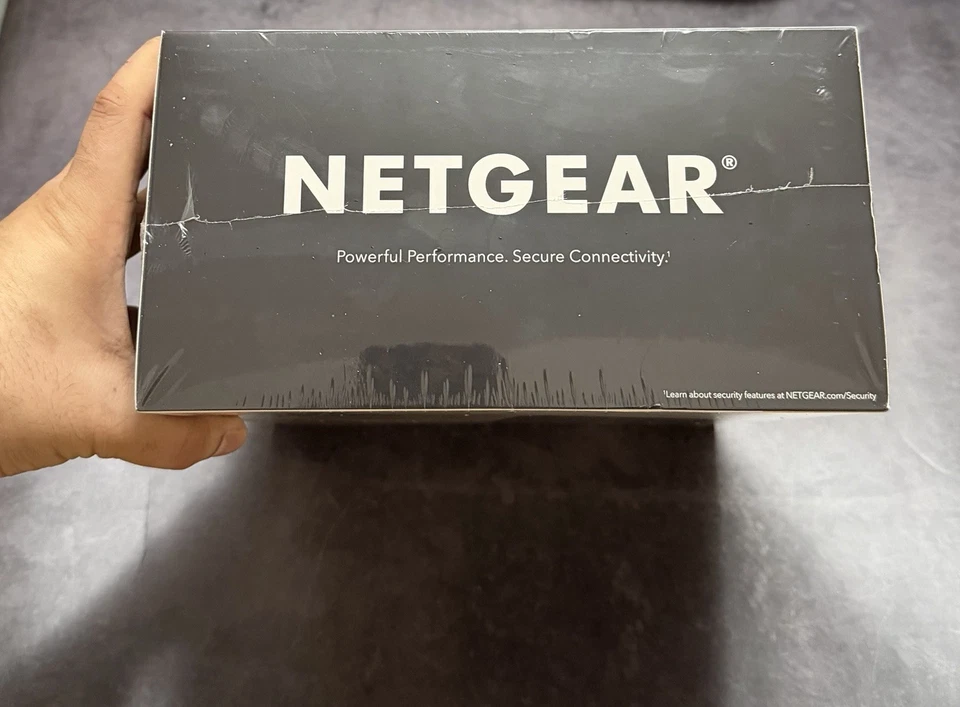 NETGEAR®
Powerful Performance. Secure Connectivity.¹
¹Learn about security features at NETGEAR.com/Security